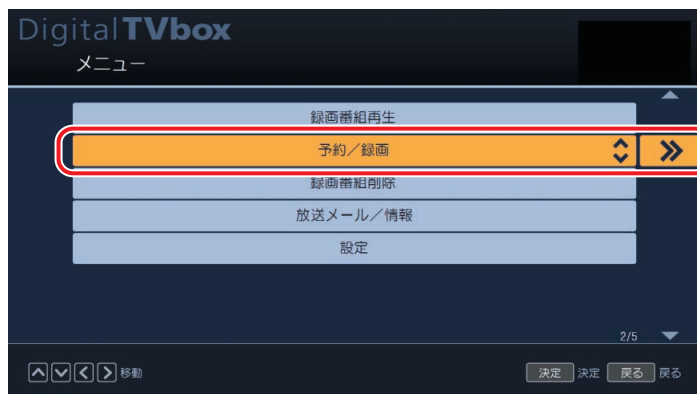 Digital TVbox
メニュー
録画番組再生
予約／録画
録画番組削除
放送メール／情報
設定
2/5
移動
決定 決定 戻る 戻る